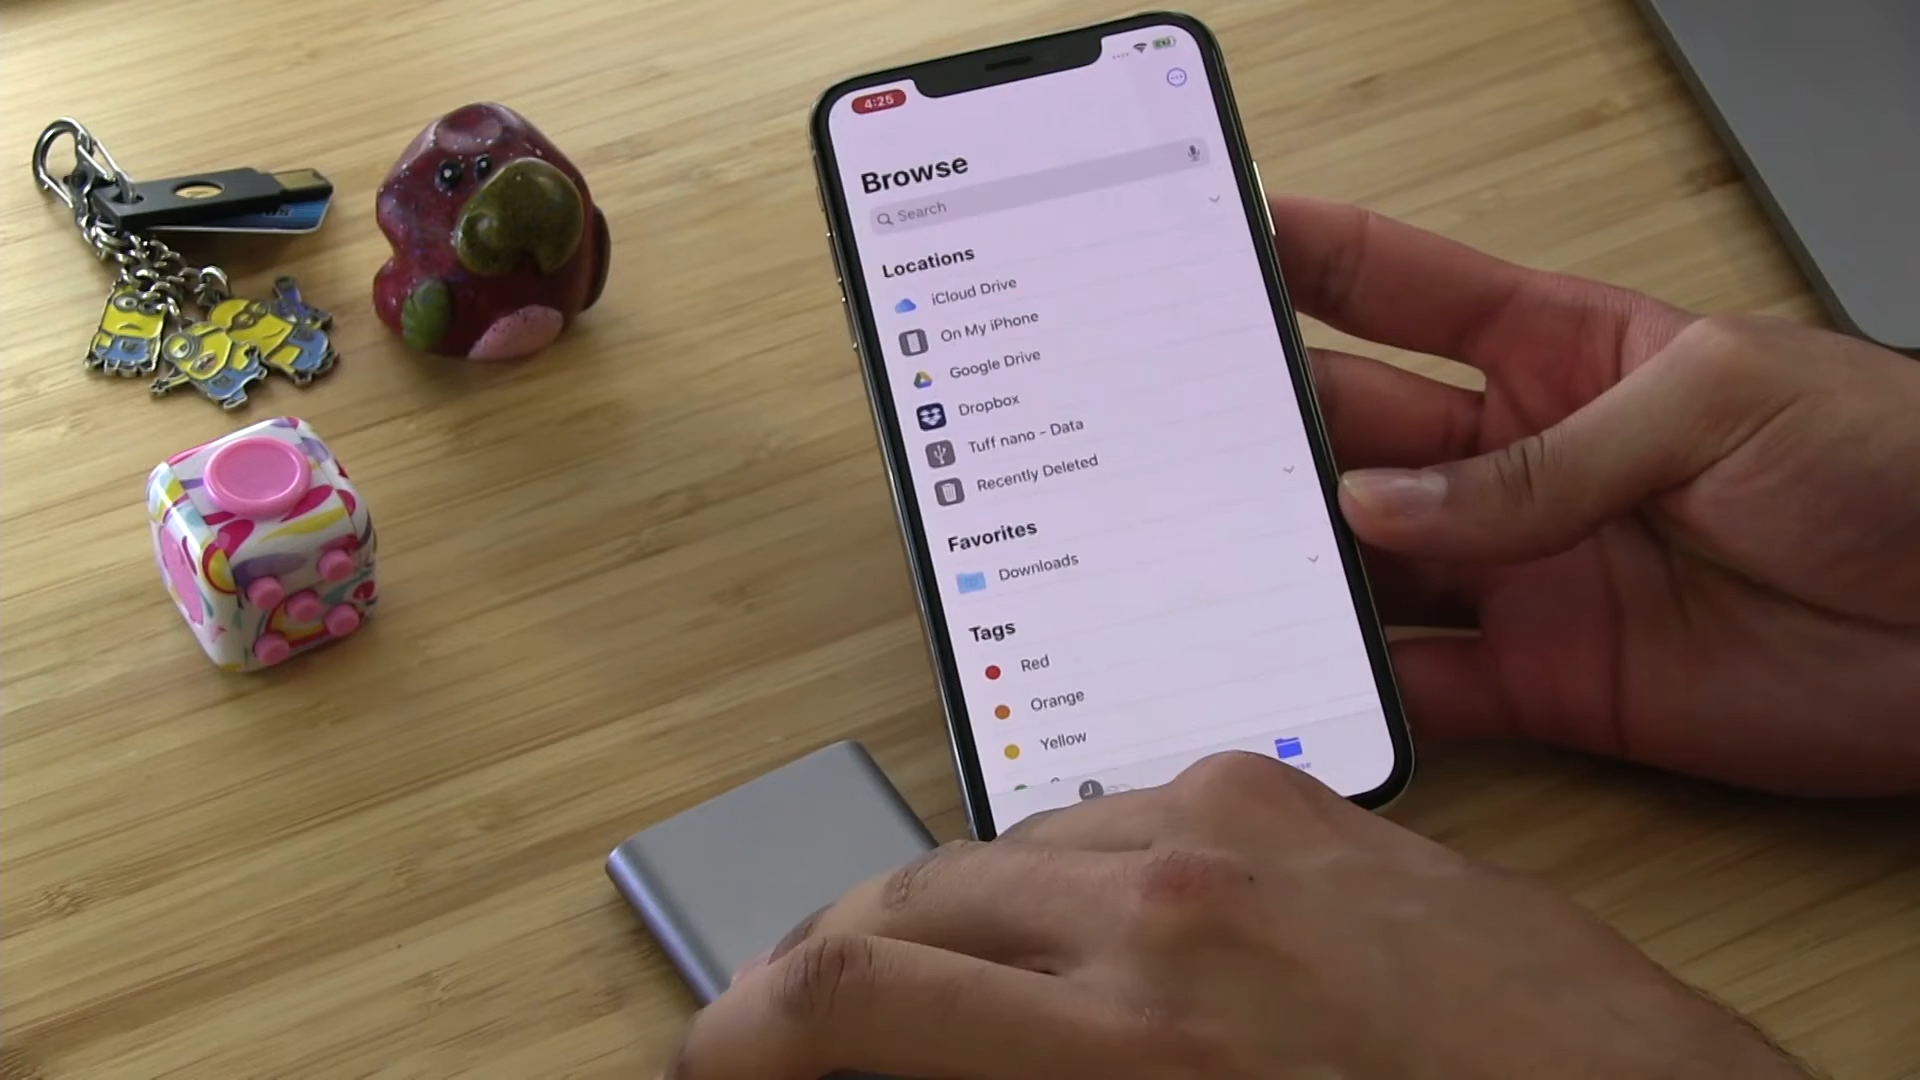 4:25
Browse
Search
Locations
iCloud Drive
On My iPhone
Google Drive
Dropbox
Tuff nano - Data
Recently Deleted
Favorites
Downloads
Tags
Red
Orange
Yellow